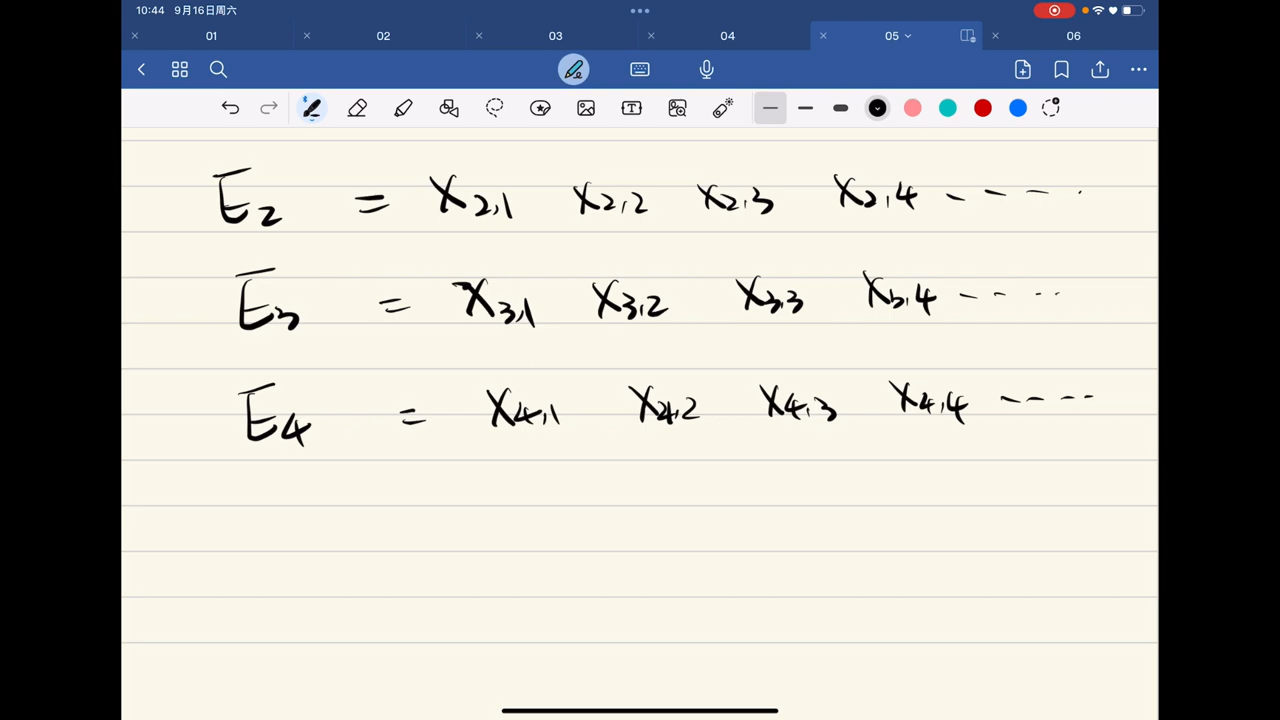 10:44 9月16日周六
01 02 03 04 05 06
E2 = X2,1 X2,2 X2,3 X2,4 - - - ·
E3 = X3,1 X3,2 X3,3 X3,4 - - - -
E4 = X4,1 X4,2 X4,3 X4,4 - - - -